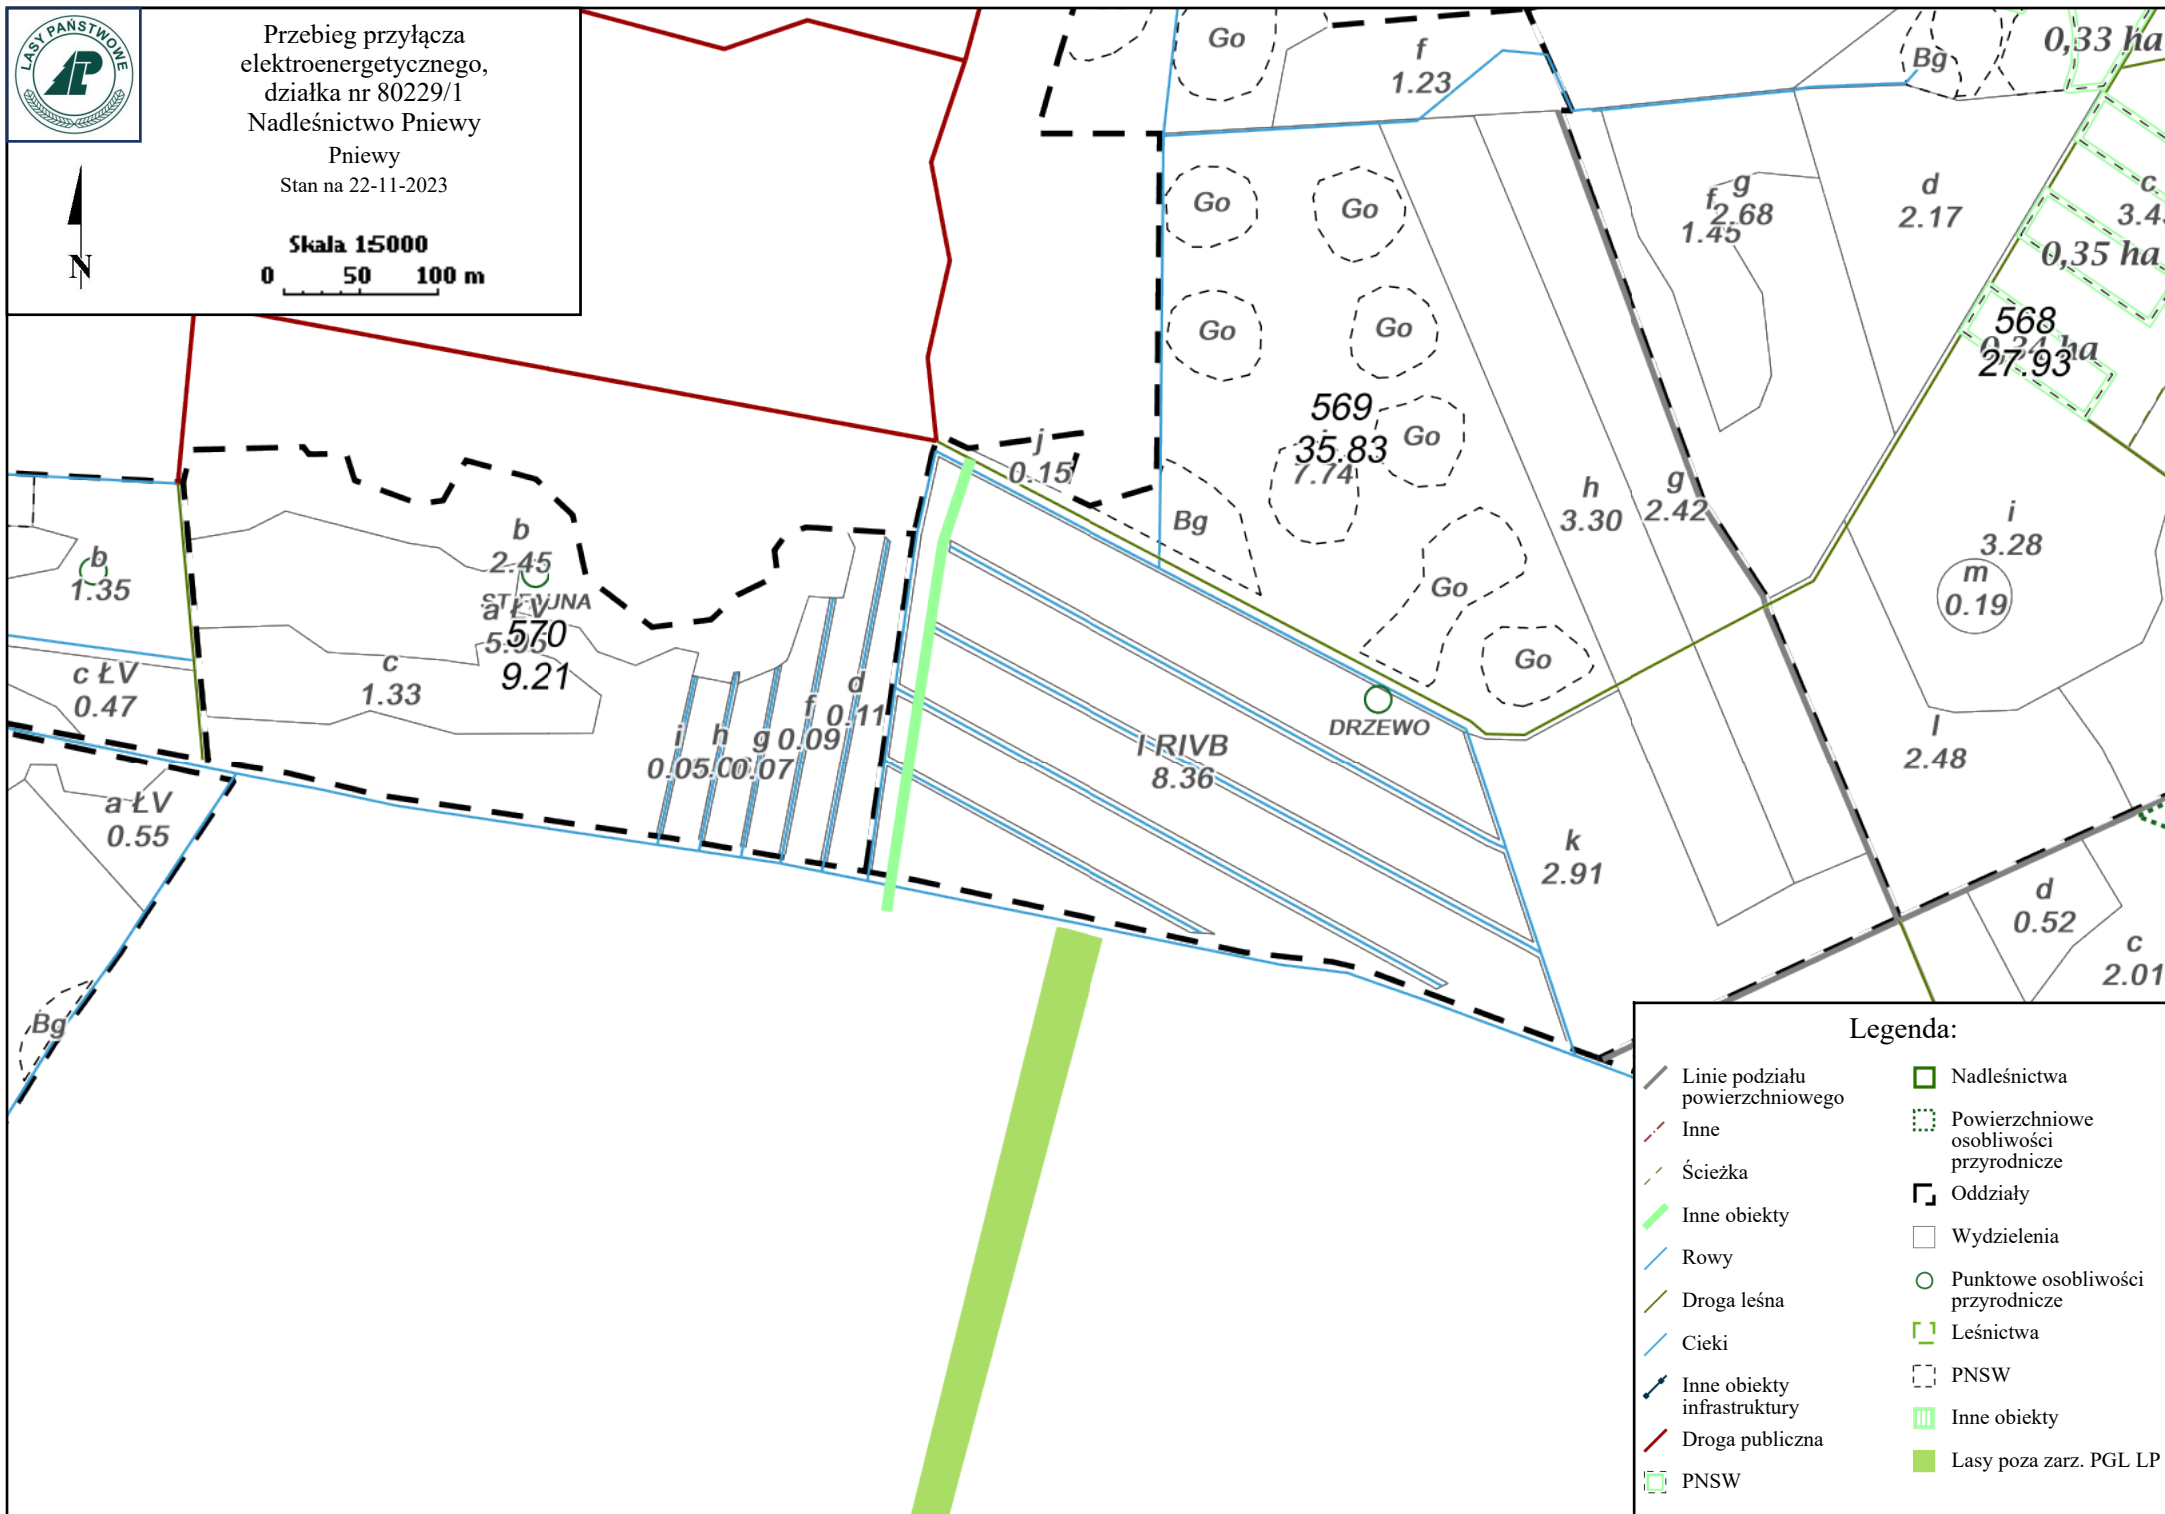 LASY PAŃSTWOWE
LP
Przebieg przyłącza
elektroenergetycznego,
działka nr 80229/1
Nadleśnictwo Pniewy
Pniewy
Stan na 22-11-2023
N
Skala 1:5000
0 50 100 m
Go
f
1.23
Bg
0,33 ha
Go
Go
f
1.45
g
2.68
d
2.17
c
0,35 ha
Go
Go
568
27.93
569
35.83
7.74
Go
j
0.15
Bg
h
3.30
g
2.42
i
3.28
m
0.19
b
1.35
b
2.45
a ŁV
570
9.21
Go
Go
c ŁV
0.47
c
1.33
d
0.11
f
0.09
g
0.07
h
i
0.05
DRZEWO
l RIVB
8.36
l
2.48
a ŁV
0.55
k
2.91
d
0.52
c
2.01
Bg
Legenda:
Linie podziału
powierzchniowego
Inne
Ścieżka
Inne obiekty
Rowy
Droga leśna
Cieki
Inne obiekty
infrastruktury
Droga publiczna
PNSW
Nadleśnictwa
Powierzchniowe
osobliwości
przyrodnicze
Oddziały
Wydzielenia
Punktowe osobliwości
przyrodnicze
Leśnictwa
PNSW
Inne obiekty
Lasy poza zarz. PGL LP